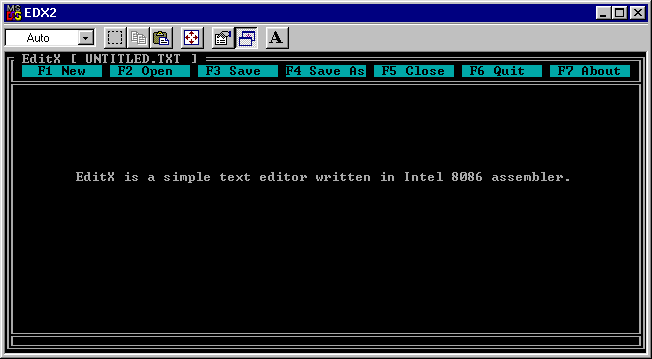 EDX2
Auto
A
EditX [ UNTITLED.TXT ]
F1 New F2 Open F3 Save F4 Save As F5 Close F6 Quit F7 About
EditX is a simple text editor written in Intel 8086 assembler.